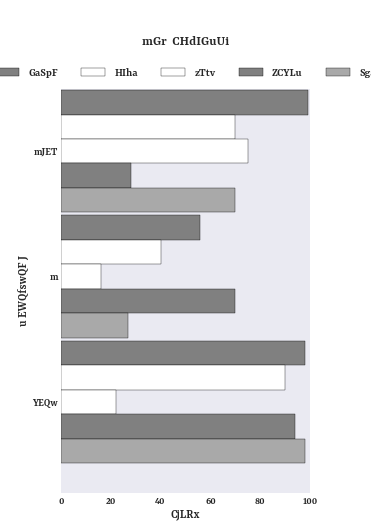 mGr CHdIGuUi
GaSpF HIha zTtv ZCYLu Sg
mJET
m
YEQw
u EWQfswQF J
0 20 40 60 80 100
CjLRx